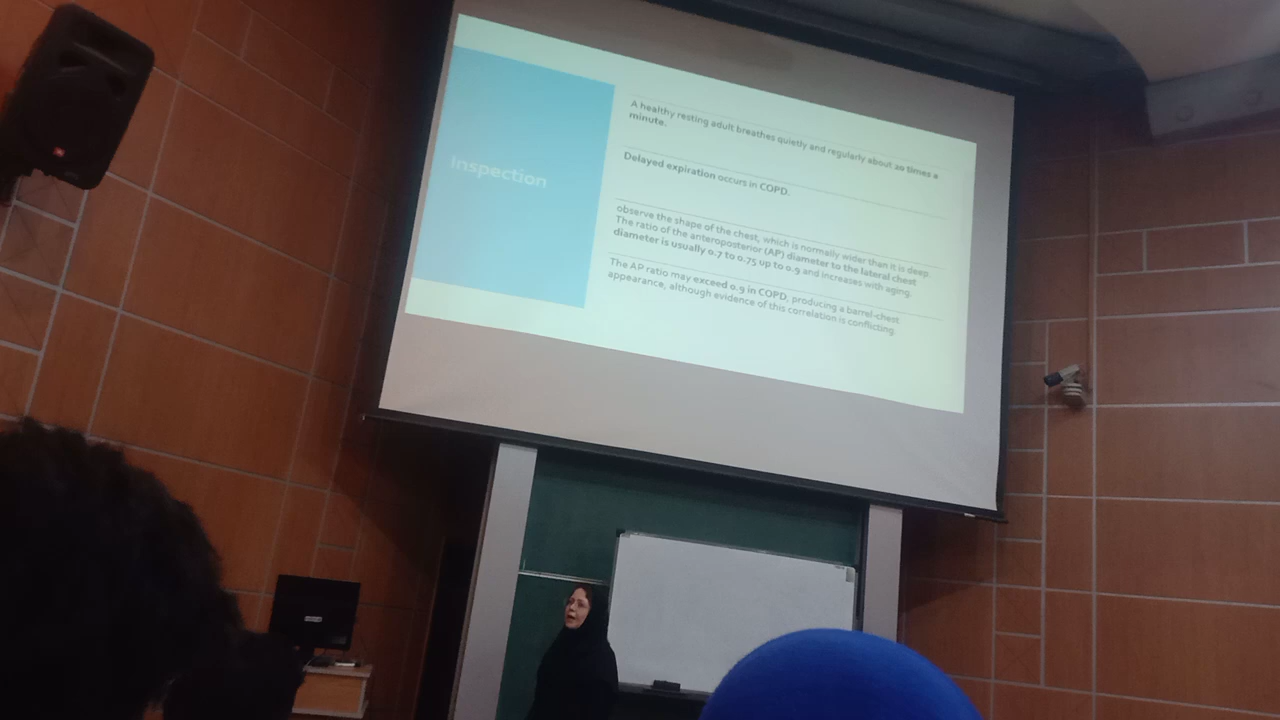 Inspection
A healthy resting adult breathes quietly and regularly about 20 times a
minute.
Delayed expiration occurs in COPD.
observe the shape of the chest, which is normally wider than it is deep.
The ratio of the anteroposterior (AP) diameter to the lateral chest
diameter is usually 0.7 to 0.75 up to 0.9 and increases with aging.
The AP ratio may exceed 0.9 in COPD, producing a barrel-chest
appearance, although evidence of this correlation is conflicting.